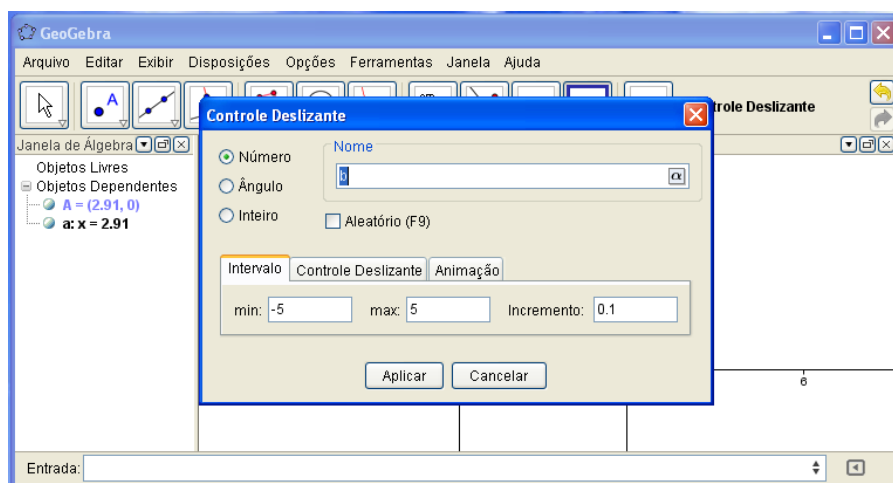 GeoGebra
Arquivo Editar Exibir Disposições Opções Ferramentas Janela Ajuda
A
trole Deslizante
Janela de Álgebra
Objetos Livres
Objetos Dependentes
A = (2.91, 0)
a: x = 2.91
Controle Deslizante
Número
Ângulo
Inteiro
Nome
b
α
Aleatório (F9)
Intervalo Controle Deslizante Animação
min: -5 max: 5 Incremento: 0.1
Aplicar Cancelar
6
Entrada: